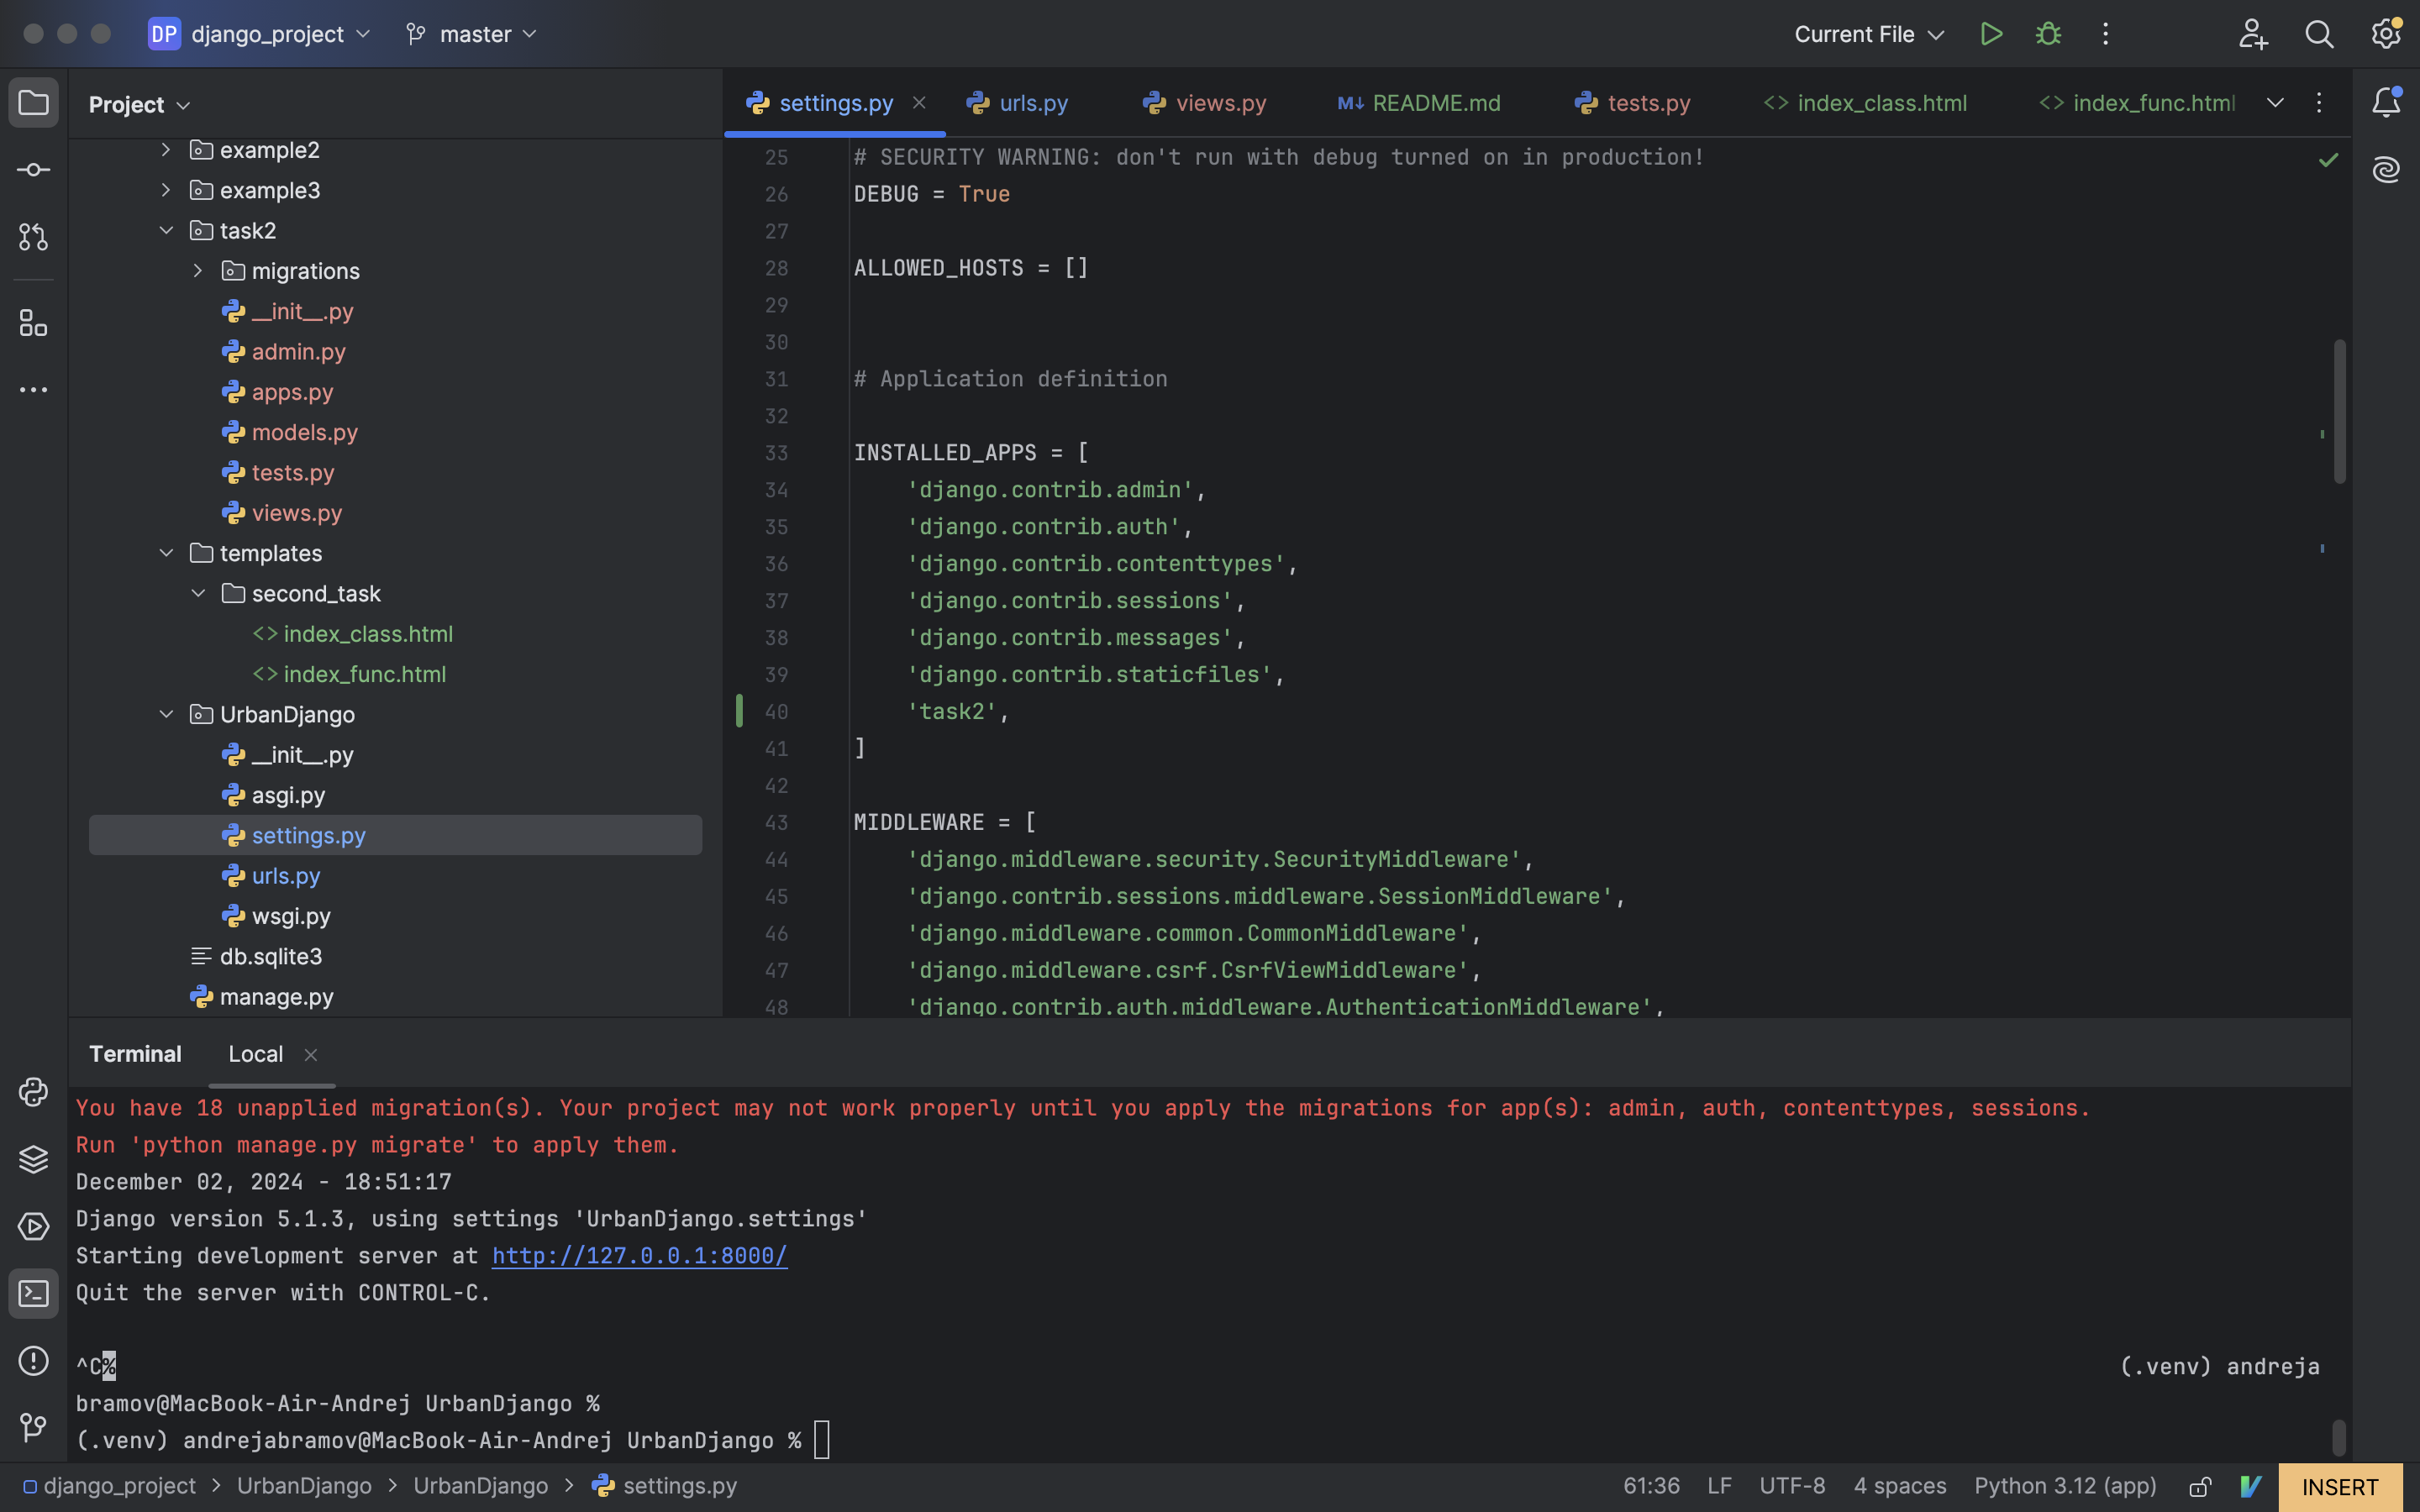 DP django_project master Current File
Project
example2
example3
task2
migrations
__init__.py
admin.py
apps.py
models.py
tests.py
views.py
templates
second_task
<> index_class.html
<> index_func.html
UrbanDjango
__init__.py
asgi.py
settings.py
urls.py
wsgi.py
db.sqlite3
manage.py
settings.py urls.py views.py M↓ README.md tests.py <> index_class.html <> index_func.html
25 # SECURITY WARNING: don't run with debug turned on in production!
26 DEBUG = True
27
28 ALLOWED_HOSTS = []
29
30
31 # Application definition
32
33 INSTALLED_APPS = [
34 'django.contrib.admin',
35 'django.contrib.auth',
36 'django.contrib.contenttypes',
37 'django.contrib.sessions',
38 'django.contrib.messages',
39 'django.contrib.staticfiles',
40 'task2',
41 ]
42
43 MIDDLEWARE = [
44 'django.middleware.security.SecurityMiddleware',
45 'django.contrib.sessions.middleware.SessionMiddleware',
46 'django.middleware.common.CommonMiddleware',
47 'django.middleware.csrf.CsrfViewMiddleware',
48 'django.contrib.auth.middleware.AuthenticationMiddleware',
Terminal Local
You have 18 unapplied migration(s). Your project may not work properly until you apply the migrations for app(s): admin, auth, contenttypes, sessions.
Run 'python manage.py migrate' to apply them.
December 02, 2024 - 18:51:17
Django version 5.1.3, using settings 'UrbanDjango.settings'
Starting development server at http://127.0.0.1:8000/
Quit the server with CONTROL-C.
^C% (.venv) andreja
bramov@MacBook-Air-Andrej UrbanDjango %
(.venv) andrejabramov@MacBook-Air-Andrej UrbanDjango %
django_project > UrbanDjango > UrbanDjango > settings.py 61:36 LF UTF-8 4 spaces Python 3.12 (app) INSERT